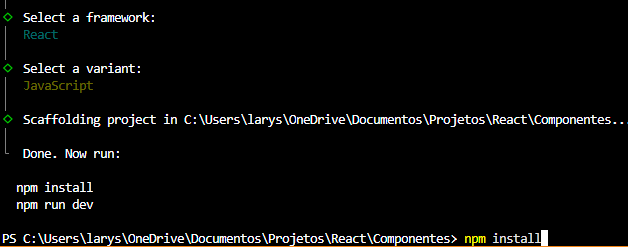 Select a framework:
React
Select a variant:
JavaScript
Scaffolding project in C:\Users\larys\OneDrive\Documentos\Projetos\React\Componentes...
Done. Now run:
npm install
npm run dev
PS C:\Users\larys\OneDrive\Documentos\Projetos\React\Componentes> npm install